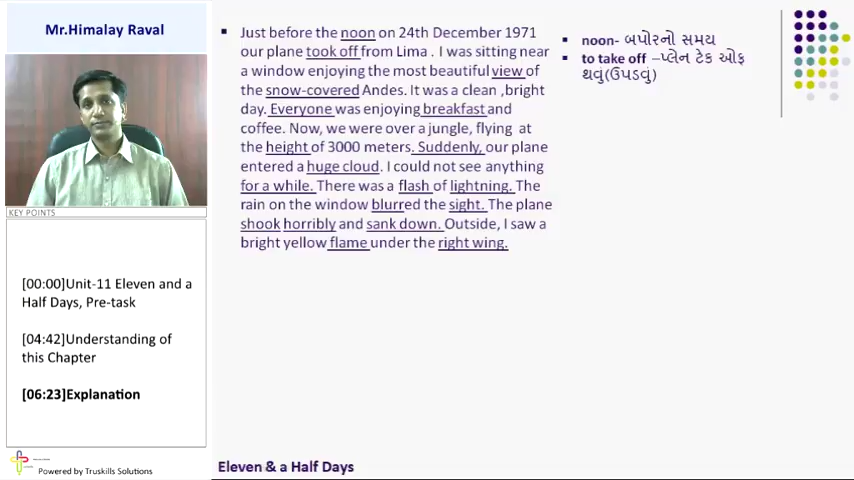 Mr.Himalay Raval
KEY POINTS
[00:00]Unit-11 Eleven and a
Half Days, Pre-task
[04:42]Understanding of
this Chapter
[06:23]Explanation
Powered by Truskills Solutions
Just before the noon on 24th December 1971
our plane took off from Lima . I was sitting near
a window enjoying the most beautiful view of
the snow-covered Andes. It was a clean ,bright
day. Everyone was enjoying breakfast and
coffee. Now, we were over a jungle, flying at
the height of 3000 meters. Suddenly, our plane
entered a huge cloud. I could not see anything
for a while. There was a flash of lightning. The
rain on the window blurred the sight. The plane
shook horribly and sank down. Outside, I saw a
bright yellow flame under the right wing.
noon- બપોરનો સમય
to take off –પ્લેન ટેક ઓફ
થવું(ઉપડવું)
Eleven & a Half Days